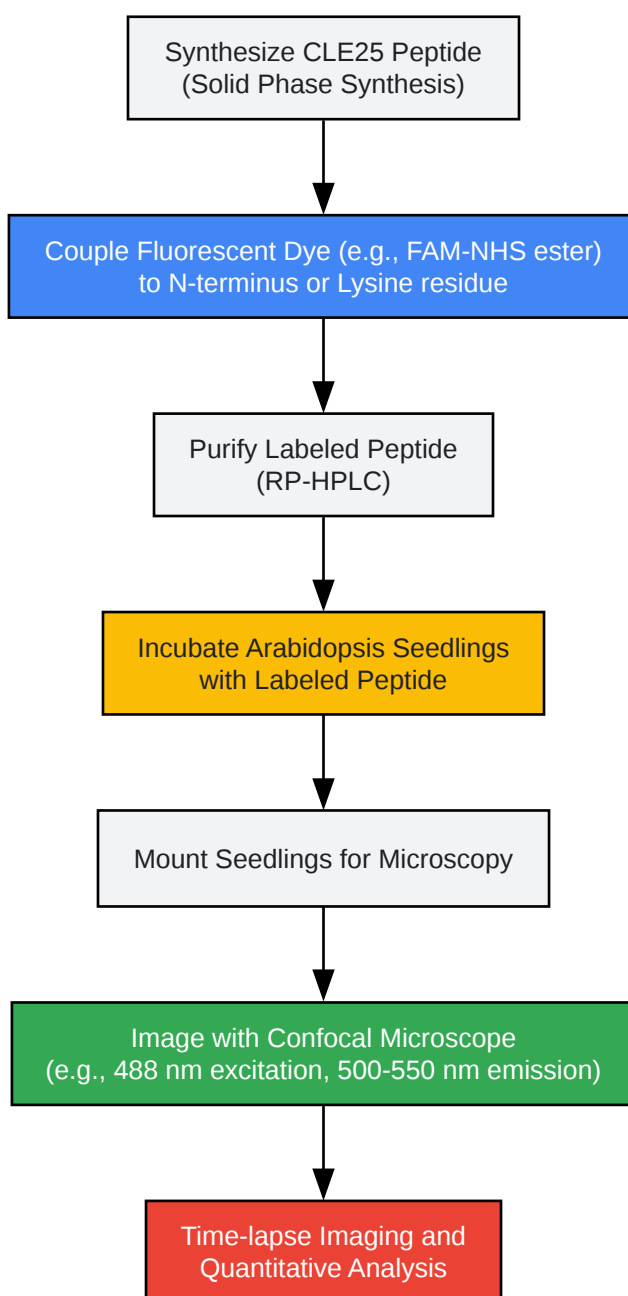 Synthesize CLE25 Peptide
(Solid Phase Synthesis)
Couple Fluorescent Dye (e.g., FAM-NHS ester)
to N-terminus or Lysine residue
Purify Labeled Peptide
(RP-HPLC)
Incubate Arabidopsis Seedlings
with Labeled Peptide
Mount Seedlings for Microscopy
Image with Confocal Microscope
(e.g., 488 nm excitation, 500-550 nm emission)
Time-lapse Imaging and
Quantitative Analysis